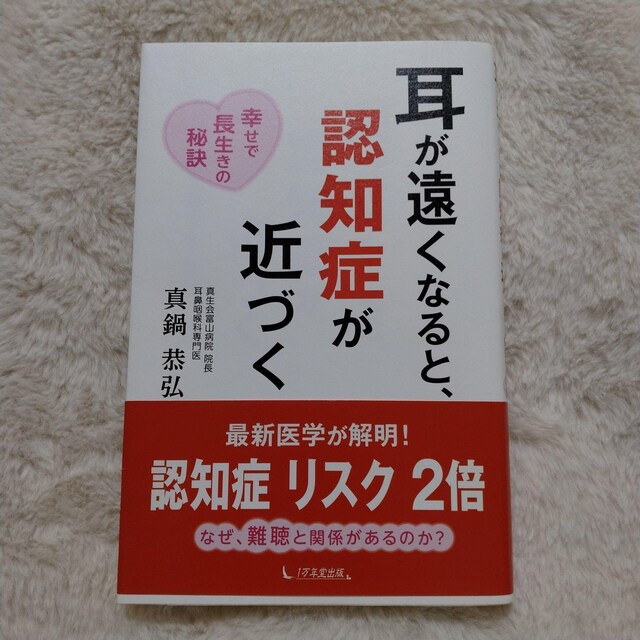 耳が遠くなると、
認知症が
近づく
幸せで
長生きの
秘訣
真生会富山病院 院長
耳鼻咽喉科専門医
真鍋 恭弘
最新医学が解明!
認知症 リスク 2倍
なぜ、難聴と関係があるのか?
1万年堂出版